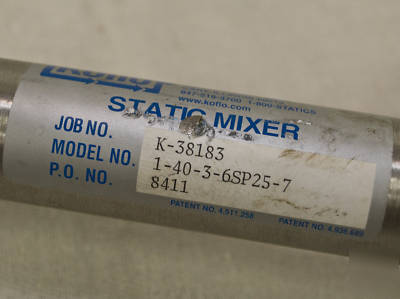 Koflo
847-516-3700 1-800-STATICS
http://www.koflo.com
STATIC MIXER
JOB NO. K-38183
MODEL NO. 1-40-3-6SP25-7
P.O. NO. 8411
PATENT NO. 4,511,258 PATENT NO. 4,936,689